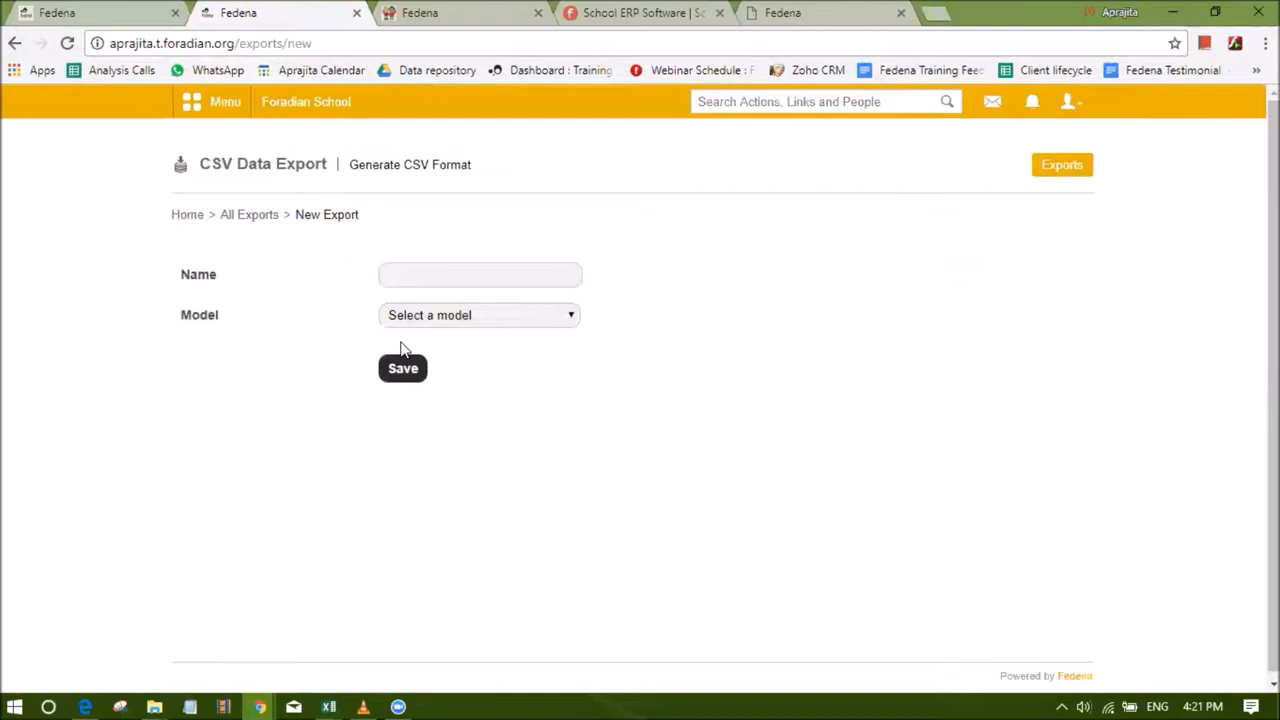 Fedena
Fedena
Fedena
School ERP Software | Sc
Fedena
Aprajita
aprajita.t.foradian.org/exports/new
Apps
Analysis Calls
WhatsApp
Aprajita Calendar
Data repository
Dashboard : Training
Webinar Schedule : F
Zoho CRM
Fedena Training Feec
Client lifecycle
Fedena Testimonial
»
Menu
Foradian School
Search Actions, Links and People
CSV Data Export | Generate CSV Format
Exports
Home > All Exports > New Export
Name
Model
Select a model
Save
Powered by Fedena
ENG
4:21 PM